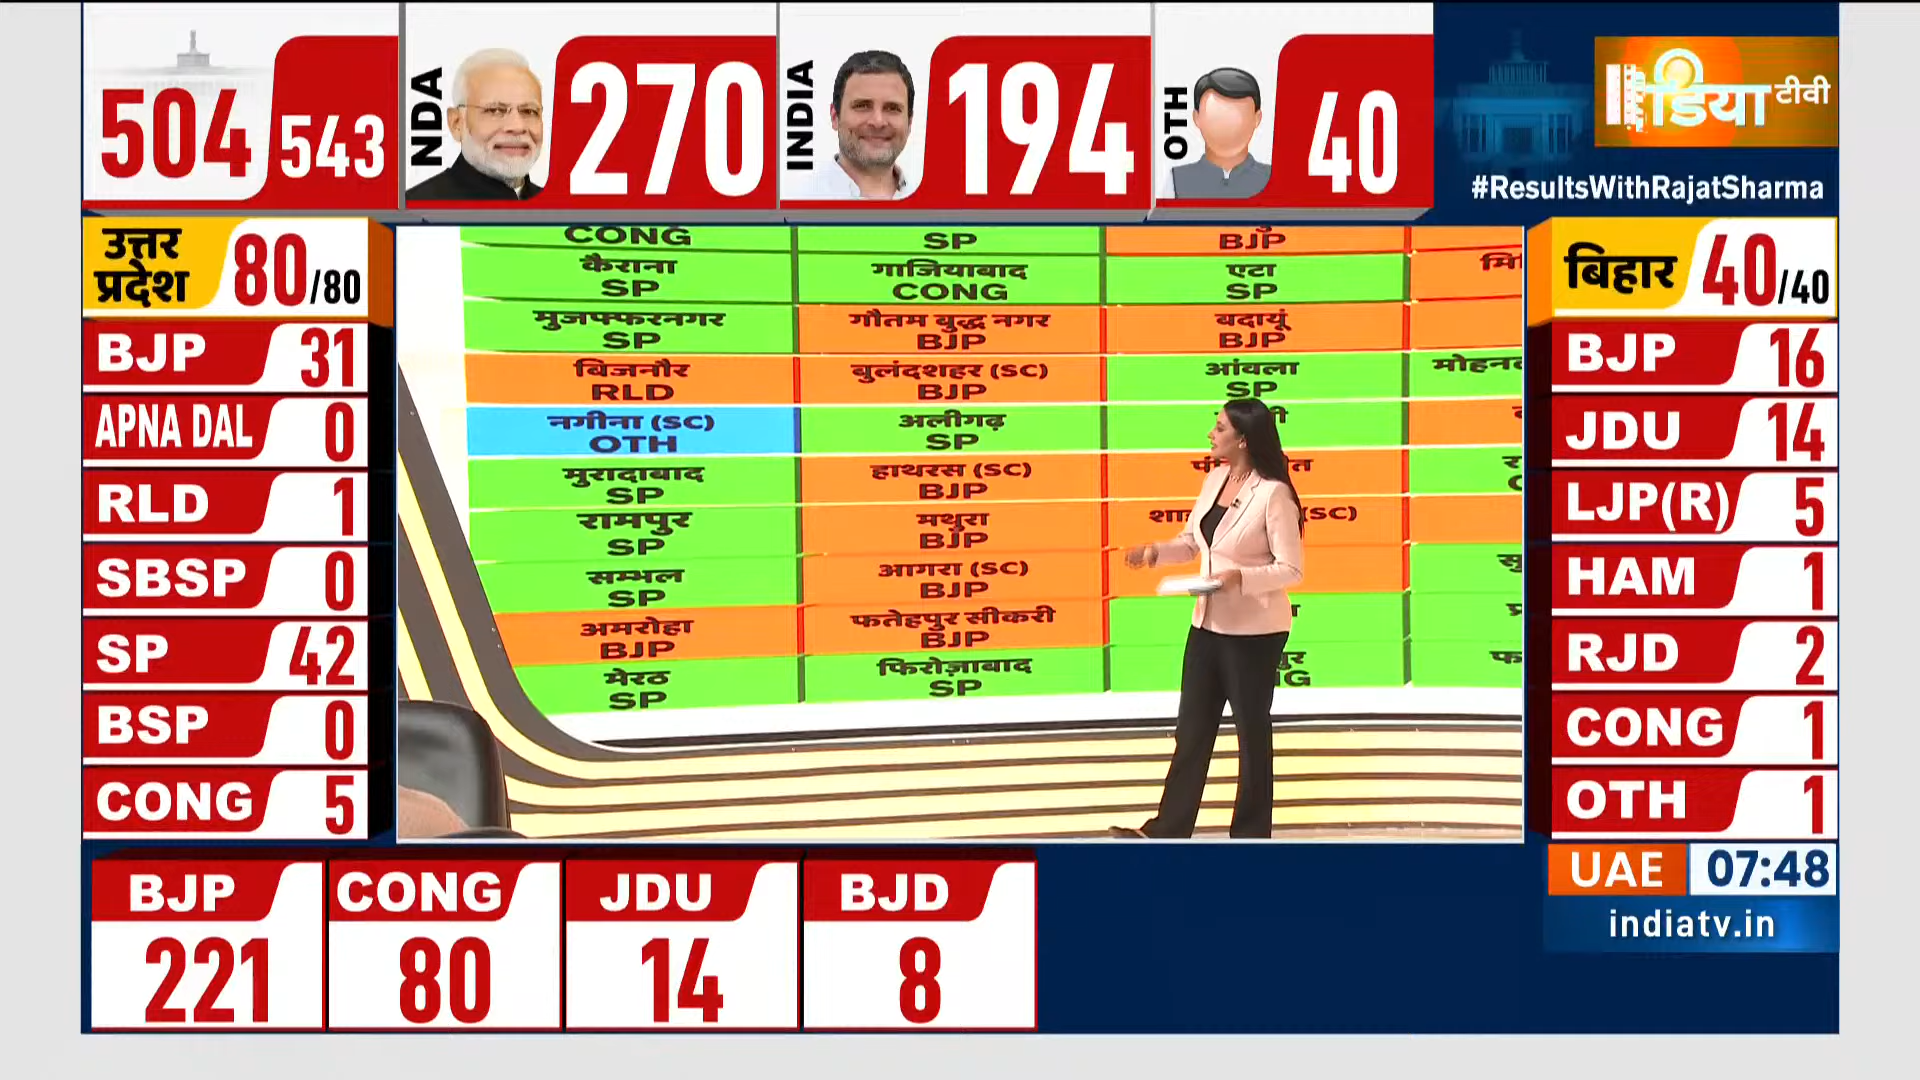 504
543
NDA
270
INDIA
194
OTH
40
इंडिया टीवी
#ResultsWithRajatSharma
उत्तर
प्रदेश
80/80
BJP 31
APNA DAL 0
RLD 1
SBSP 0
SP 42
BSP 0
CONG 5
CONG
SP
BJP
कैराना
SP
गाजियाबाद
CONG
एटा
SP
मुजफ्फरनगर
SP
गौतम बुद्ध नगर
BJP
बदायूं
BJP
बिजनौर
RLD
बुलंदशहर (SC)
BJP
आंवला
SP
नगीना (SC)
OTH
अलीगढ़
SP
मुरादाबाद
SP
हाथरस (SC)
BJP
रामपुर
SP
मथुरा
BJP
(SC)
सम्भल
SP
आगरा (SC)
BJP
अमरोहा
BJP
फतेहपुर सीकरी
BJP
मेरठ
SP
फिरोज़ाबाद
SP
बिहार
40/40
BJP 16
JDU 14
LJP(R) 5
HAM 1
RJD 2
CONG 1
OTH 1
UAE 07:48
indiatv.in
BJP
221
CONG
80
JDU
14
BJD
8